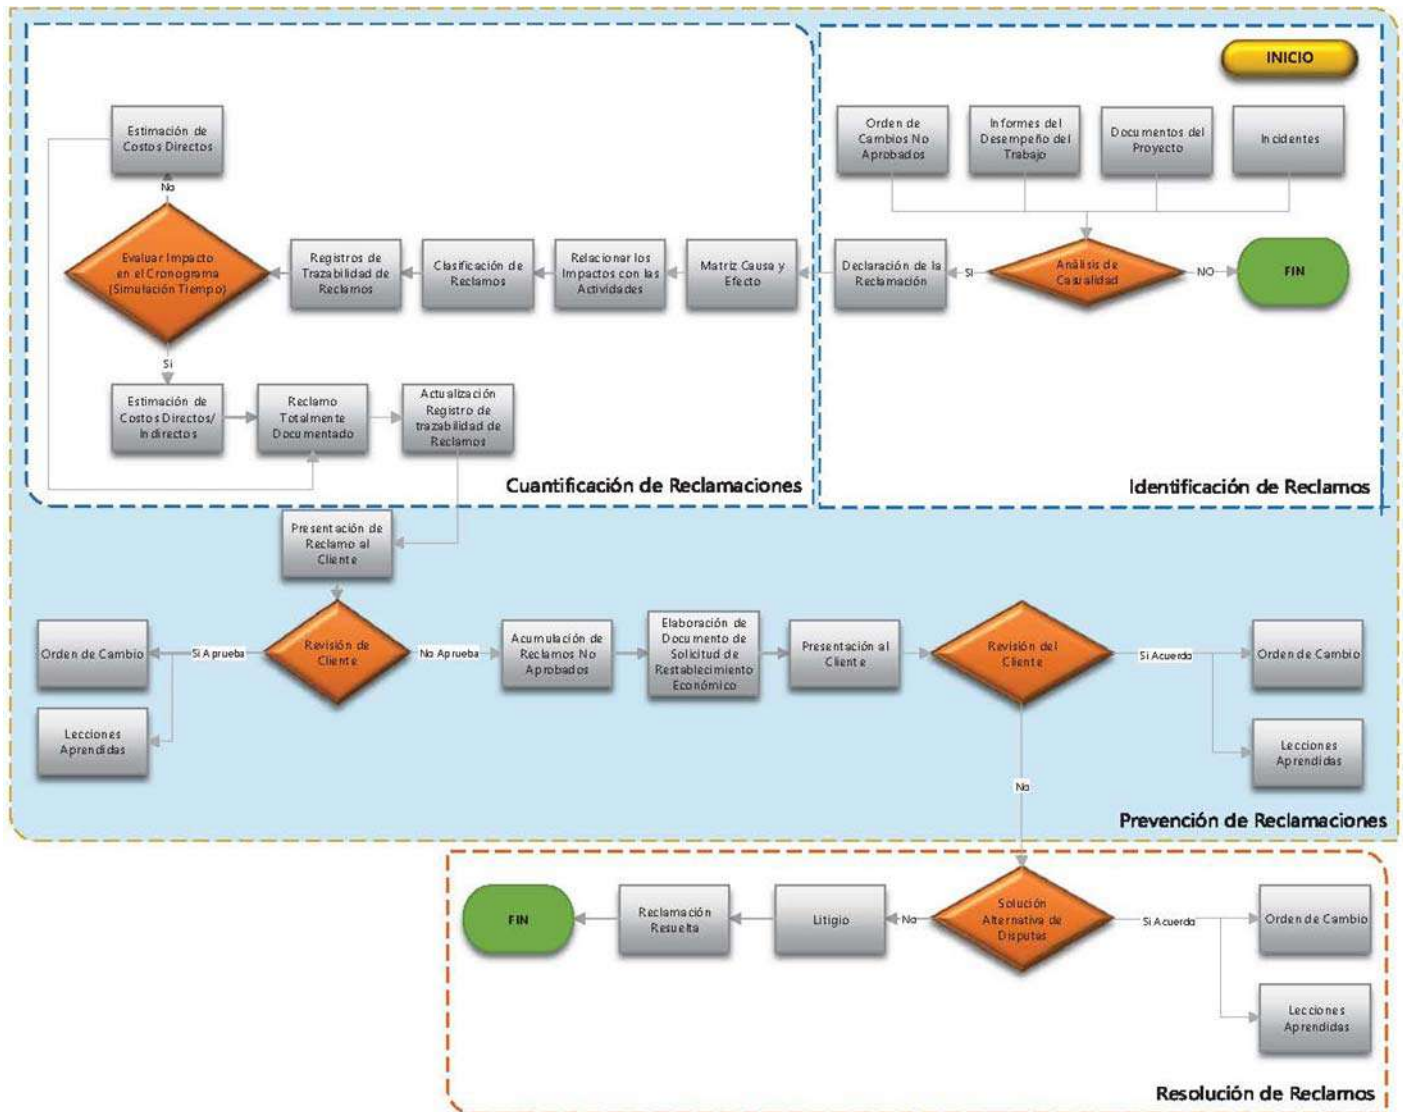 INICIO
Orden de
Cambios No
Aprobados
Informes del
Desempeño del
Trabajo
Documentos del
Proyecto
Incidentes
Análisis de
Casualidad
NO
FIN
SI
Declaración de la
Reclamación
Identificación de Reclamos
Matriz Causa y
Efecto
Relacionar los
Impactos con las
Actividades
Clasificación de
Reclamos
Registros de
Trazabilidad de
Reclamos
Evaluar Impacto
en el Cronograma
(Simulación Tiempo)
No
Estimación de
Costos Directos
Si
Estimación de
Costos Directos/
Indirectos
Reclamo
Totalmente
Documentado
Actualización
Registro de
trazabilidad de
Reclamos
Cuantificación de Reclamaciones
Presentación de
Reclamo al
Cliente
Revisión de
Cliente
Si Aprueba
Orden de Cambio
Lecciones
Aprendidas
No Aprueba
Acumulación de
Reclamos No
Aprobados
Elaboración de
Documento de
Solicitud de
Restablecimiento
Económico
Presentación al
Cliente
Revisión del
Cliente
Si Acuerdo
Orden de Cambio
Lecciones
Aprendidas
No
Prevención de Reclamaciones
Solución
Alternativa de
Disputas
Si Acuerdo
Orden de Cambio
Lecciones
Aprendidas
No
Litigio
Reclamación
Resuelta
FIN
Resolución de Reclamos